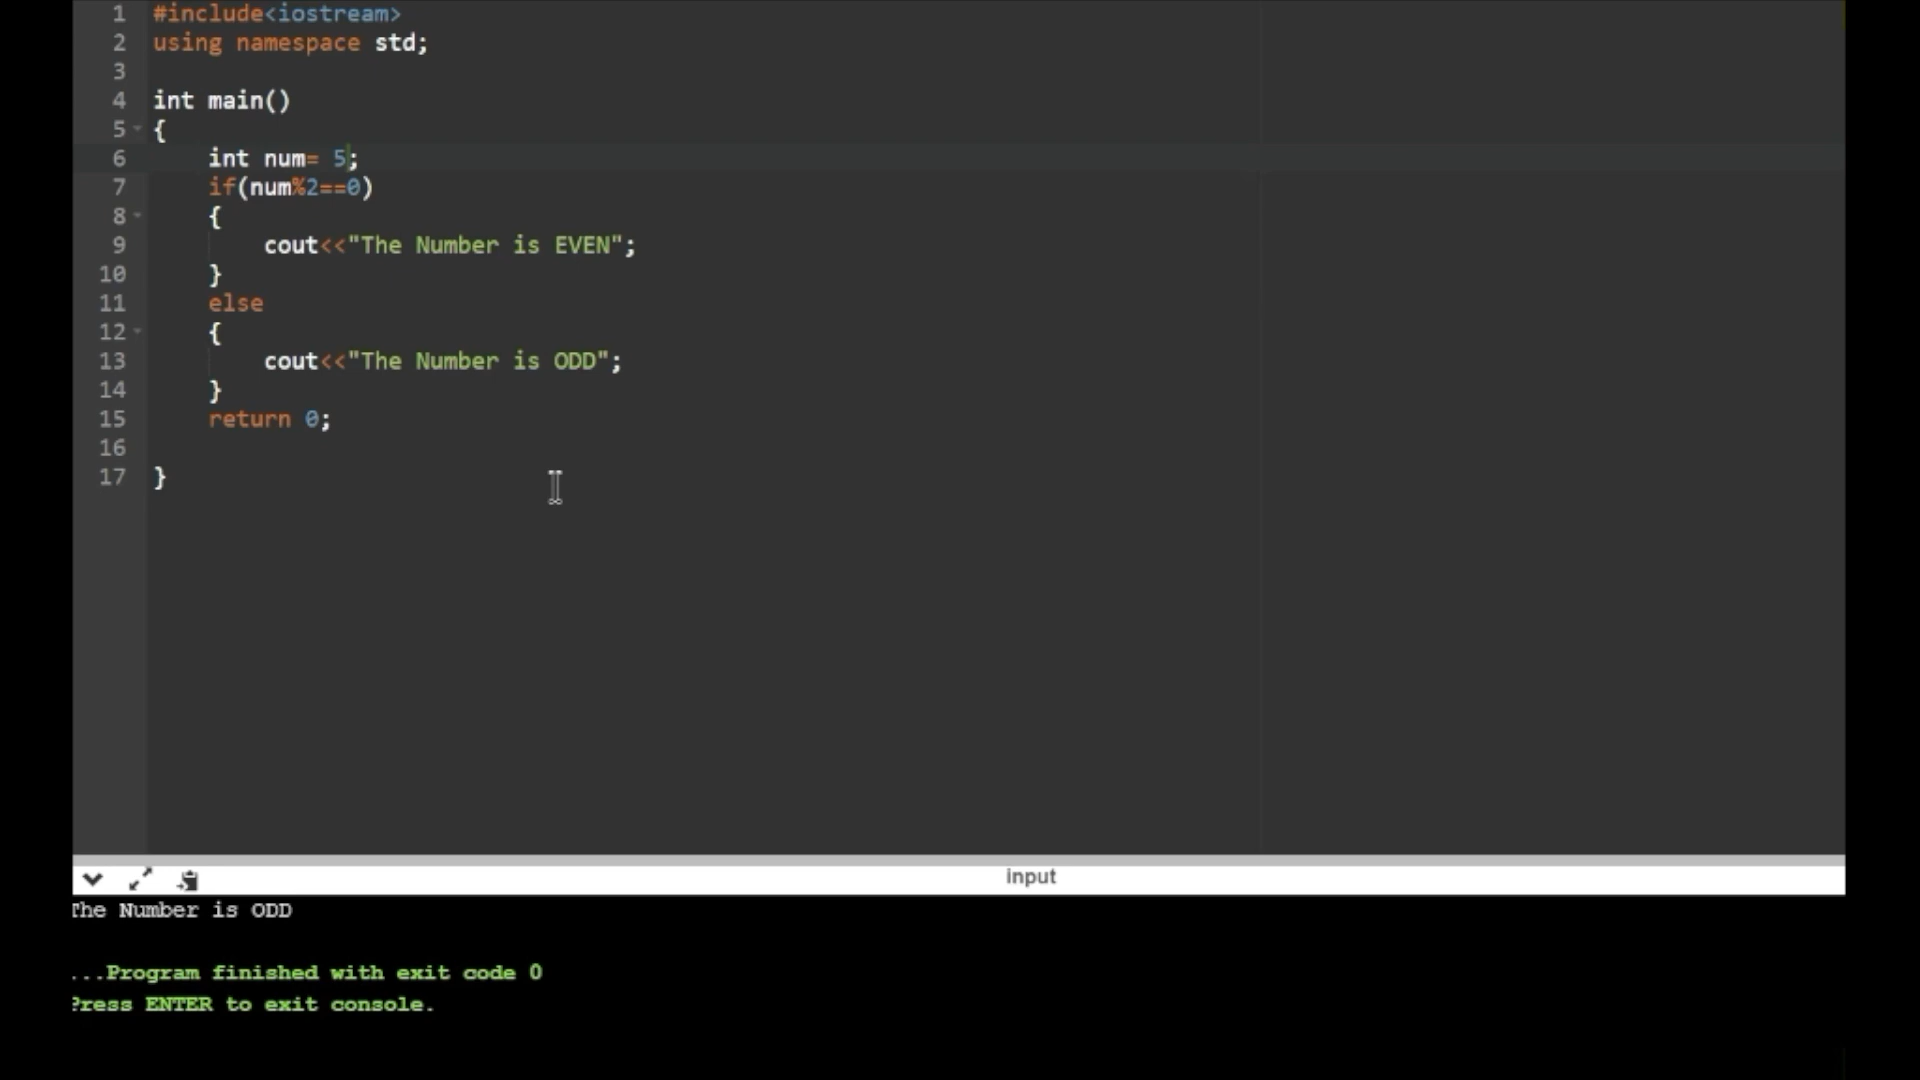 1 #include<iostream>
2 using namespace std;
3
4 int main()
5 {
6     int num= 5;
7     if(num%2==0)
8     {
9         cout<<"The Number is EVEN";
10     }
11     else
12     {
13         cout<<"The Number is ODD";
14     }
15     return 0;
16
17 }
input
The Number is ODD
...Program finished with exit code 0
Press ENTER to exit console.